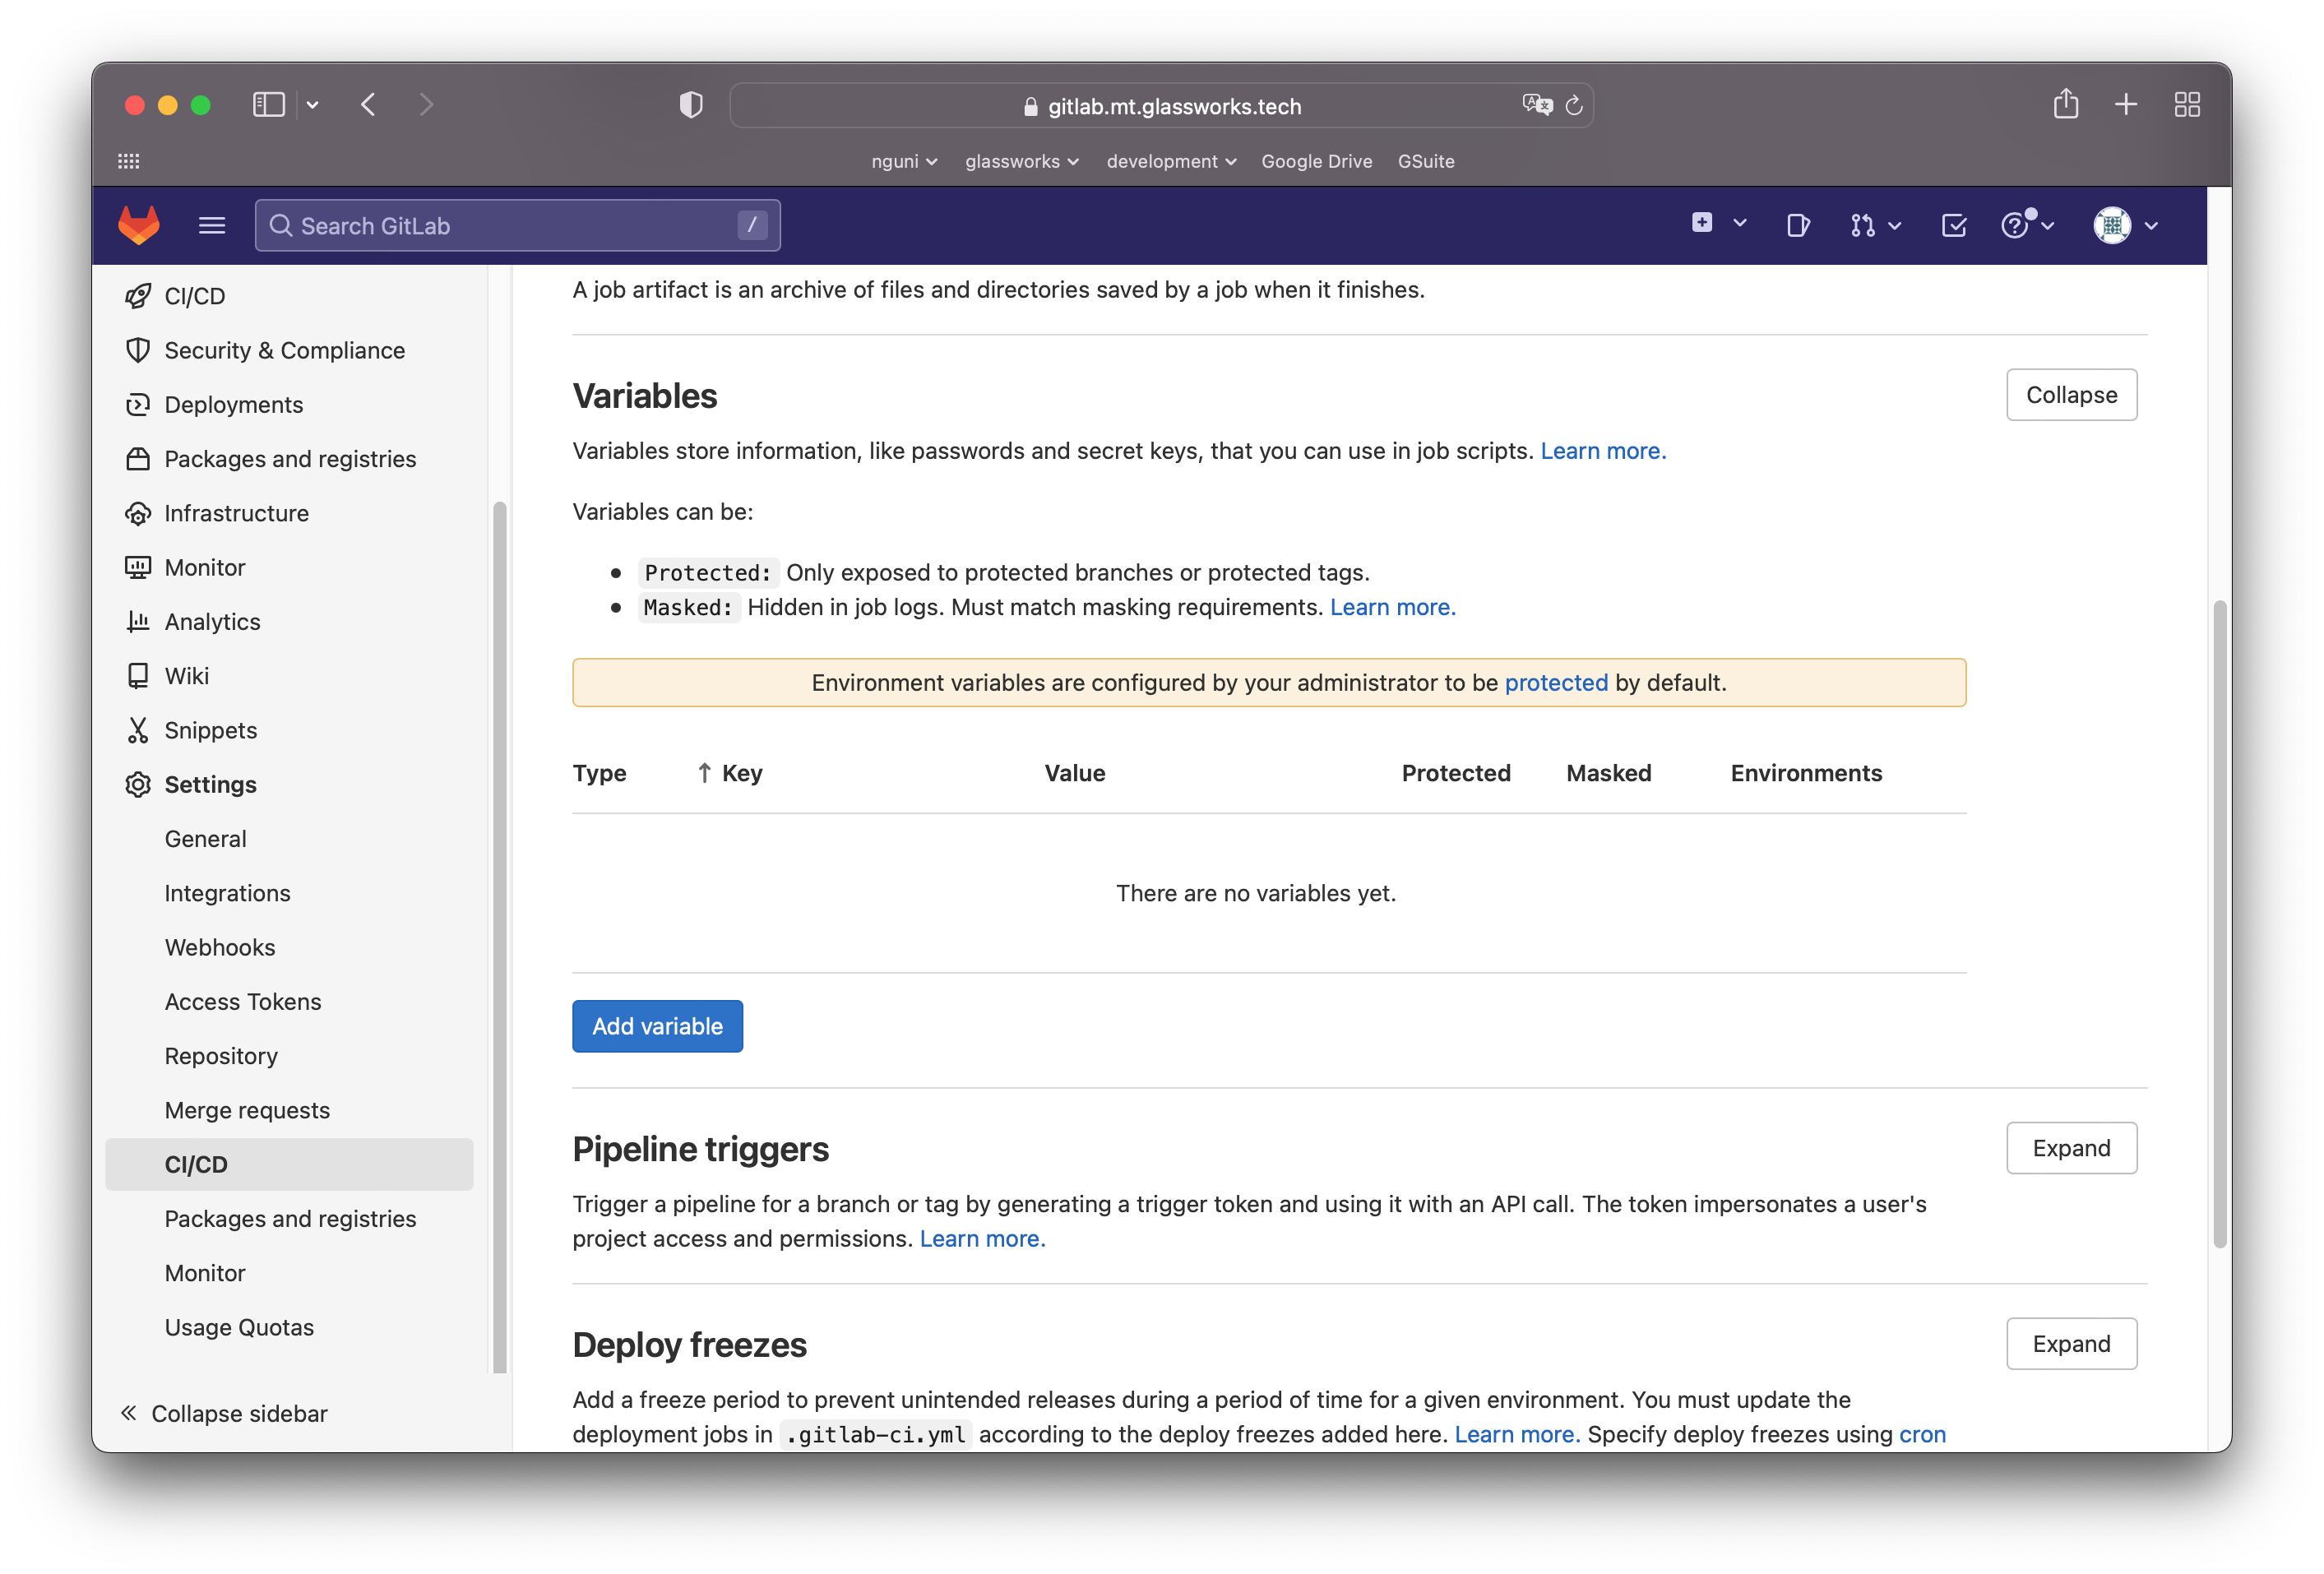 gitlab.mt.glassworks.tech
nguni
glassworks
development
Google Drive
GSuite
Search GitLab
/
CI/CD
Security & Compliance
Deployments
Packages and registries
Infrastructure
Monitor
Analytics
Wiki
Snippets
Settings
General
Integrations
Webhooks
Access Tokens
Repository
Merge requests
CI/CD
Packages and registries
Monitor
Usage Quotas
Collapse sidebar
A job artifact is an archive of files and directories saved by a job when it finishes.
Variables
Collapse
Variables store information, like passwords and secret keys, that you can use in job scripts. Learn more.
Variables can be:
Protected: Only exposed to protected branches or protected tags.
Masked: Hidden in job logs. Must match masking requirements. Learn more.
Environment variables are configured by your administrator to be protected by default.
Type ↑ Key Value Protected Masked Environments
There are no variables yet.
Add variable
Pipeline triggers
Expand
Trigger a pipeline for a branch or tag by generating a trigger token and using it with an API call. The token impersonates a user's
project access and permissions. Learn more.
Deploy freezes
Expand
Add a freeze period to prevent unintended releases during a period of time for a given environment. You must update the
deployment jobs in .gitlab-ci.yml according to the deploy freezes added here. Learn more. Specify deploy freezes using cron